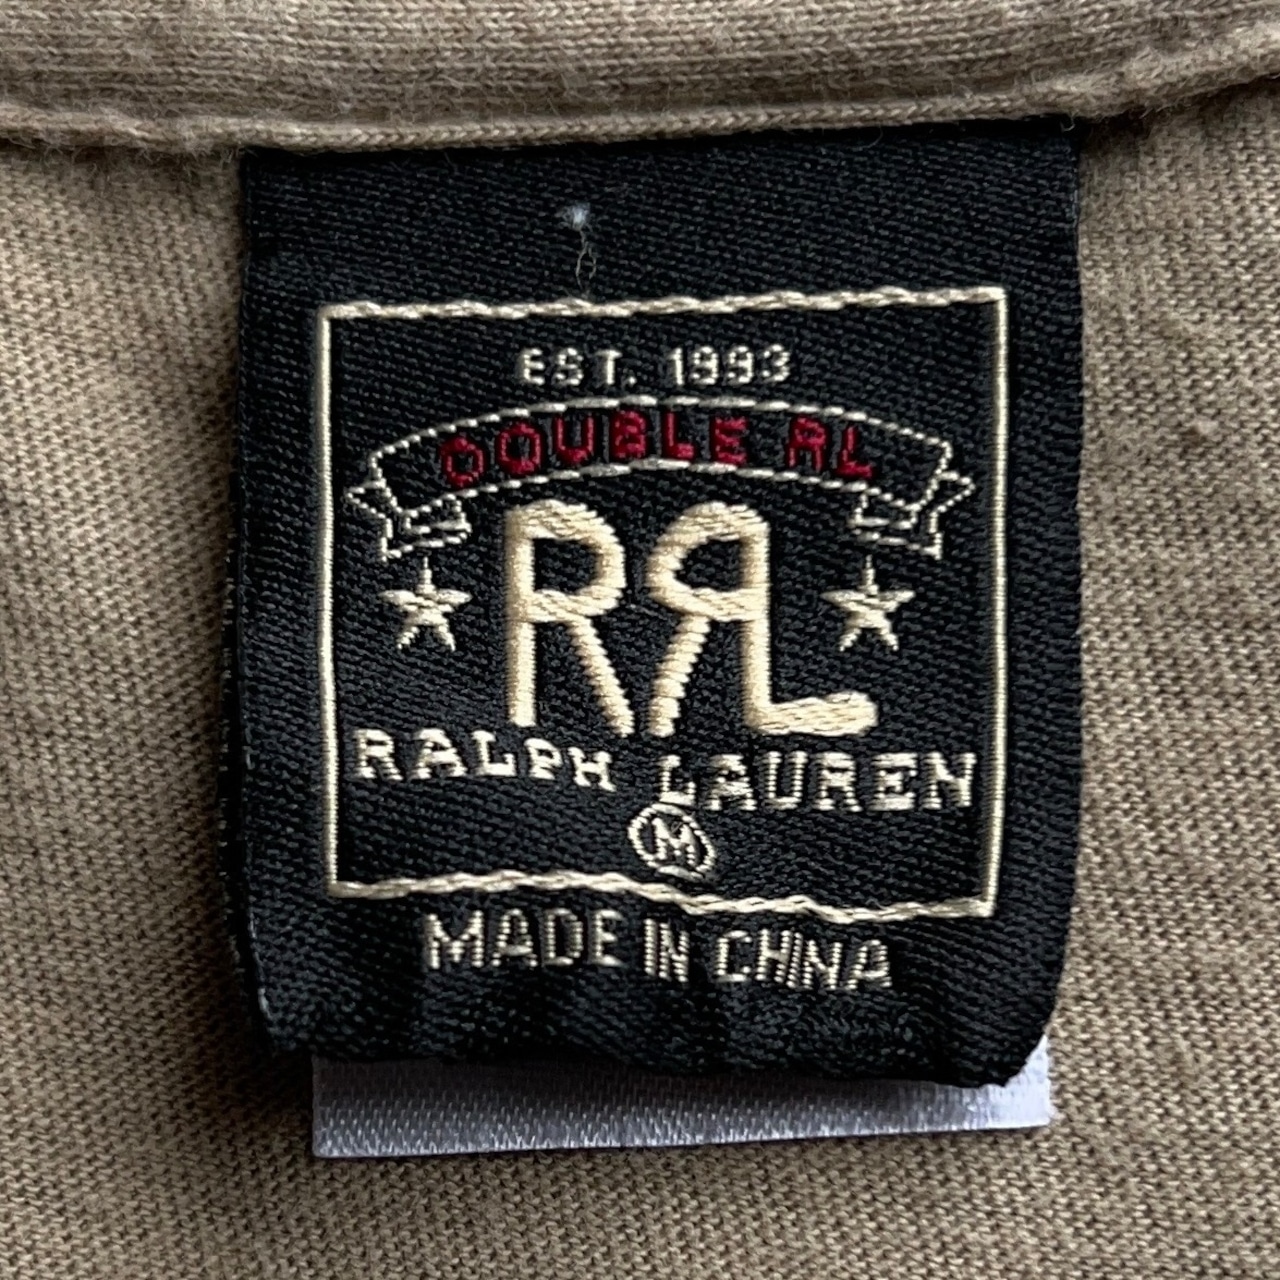 EST. 1993
DOUBLE RL
RRL
RALPH LAUREN
M
MADE IN CHINA